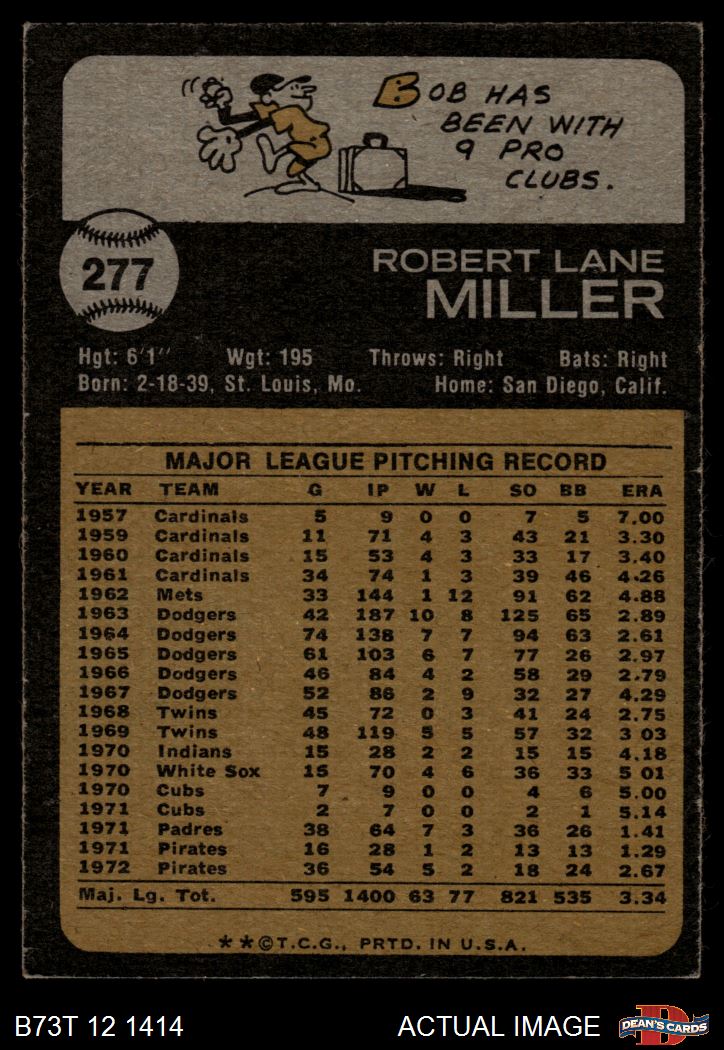 BOB HAS
BEEN WITH
9 PRO
CLUBS.
277
ROBERT LANE
MILLER
Hgt: 6'1" Wgt: 195 Throws: Right Bats: Right
Born: 2-18-39, St. Louis, Mo. Home: San Diego, Calif.
MAJOR LEAGUE PITCHING RECORD
YEAR TEAM G IP W L SO BB ERA
1957 Cardinals 5 9 0 0 7 5 7.00
1959 Cardinals 11 71 4 3 43 21 3.30
1960 Cardinals 15 53 4 3 33 17 3.40
1961 Cardinals 34 74 1 3 39 46 4.26
1962 Mets 33 144 1 12 91 62 4.88
1963 Dodgers 42 187 10 8 125 65 2.89
1964 Dodgers 74 138 7 7 94 63 2.61
1965 Dodgers 61 103 6 7 77 26 2.97
1966 Dodgers 46 84 4 2 58 29 2.79
1967 Dodgers 52 86 2 9 32 27 4.29
1968 Twins 45 72 0 3 41 24 2.75
1969 Twins 48 119 5 5 57 32 3 03
1970 Indians 15 28 2 2 15 15 4.18
1970 White Sox 15 70 4 6 36 33 5 01
1970 Cubs 7 9 0 0 4 6 5.00
1971 Cubs 2 7 0 0 2 1 5.14
1971 Padres 38 64 7 3 36 26 1.41
1971 Pirates 16 28 1 2 13 13 1.29
1972 Pirates 36 54 5 2 18 24 2.67
Maj. Lg. Tot. 595 1400 63 77 821 535 3.34
**©T.C.G., PRTD. IN U.S.A.
B73T 12 1414 ACTUAL IMAGE DEAN'S CARDS